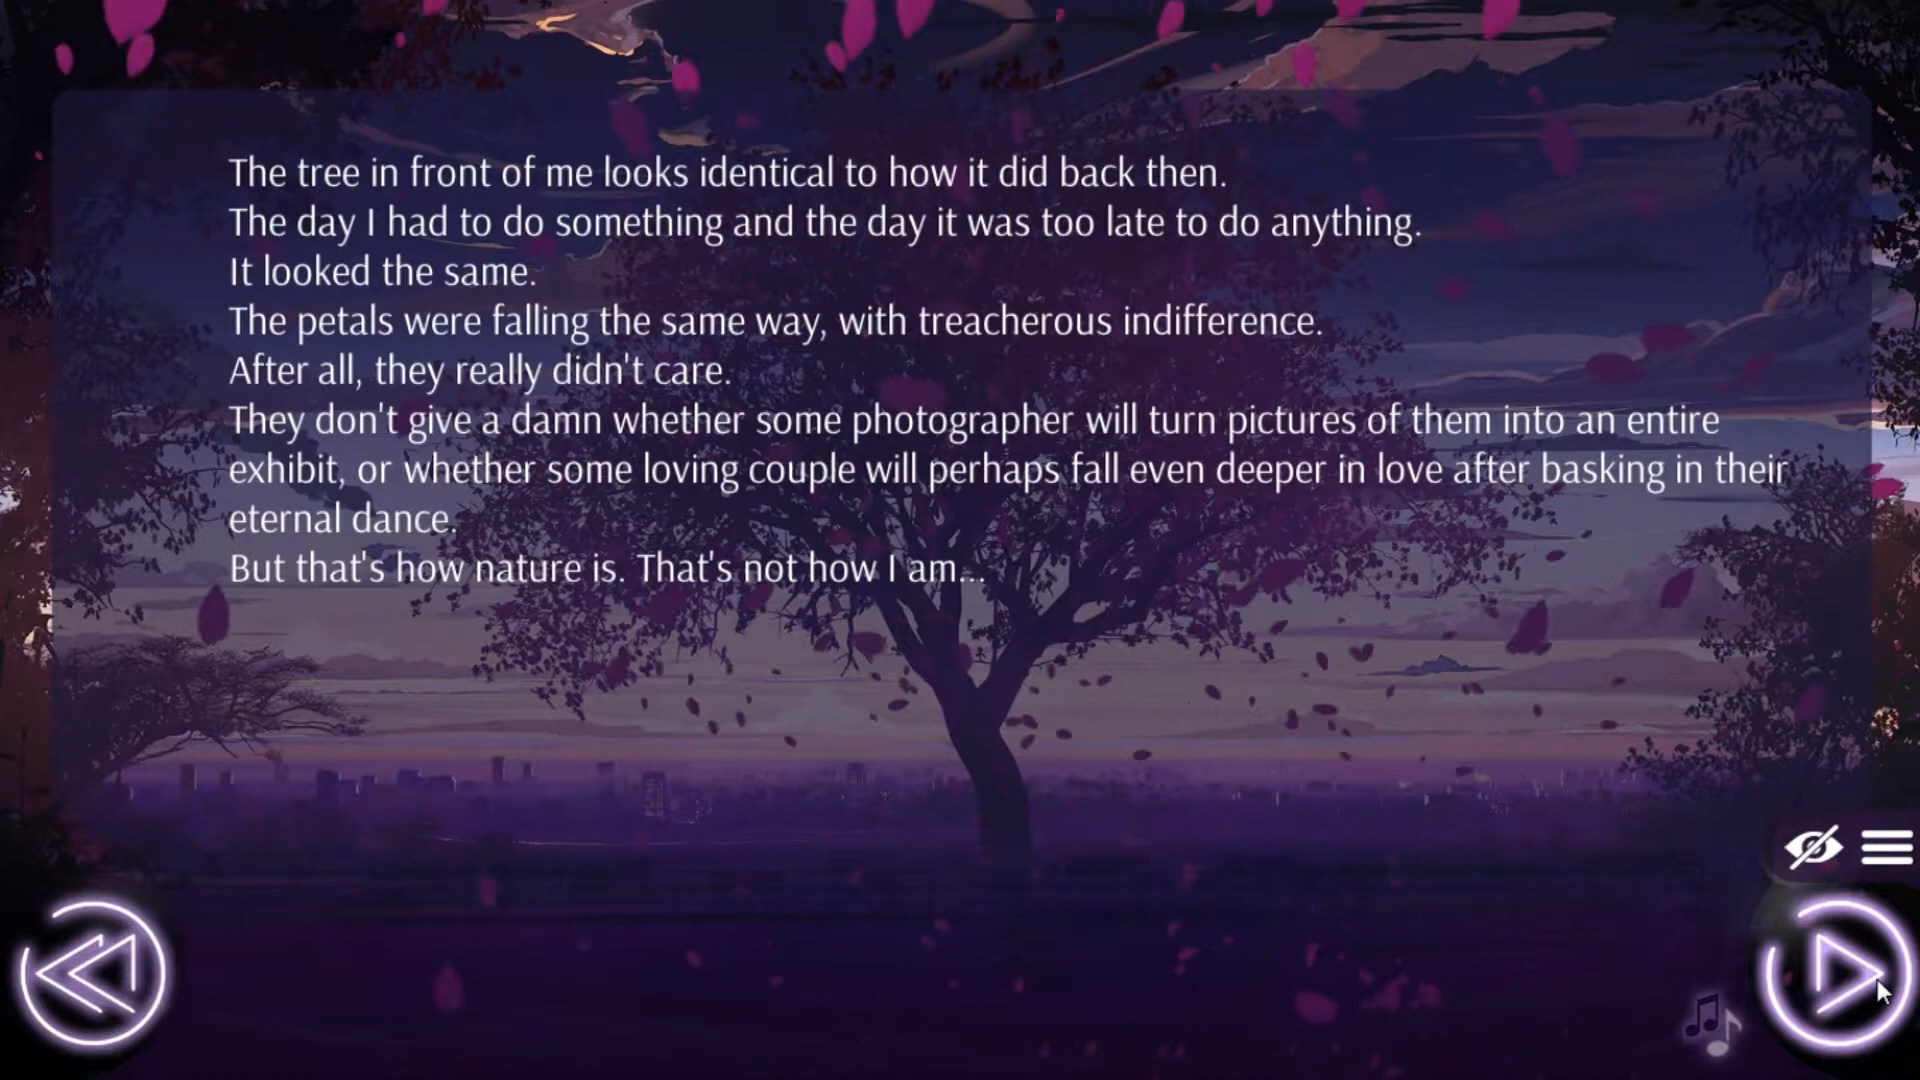 The tree in front of me looks identical to how it did back then.
The day I had to do something and the day it was too late to do anything.
It looked the same.
The petals were falling the same way, with treacherous indifference.
After all, they really didn't care.
They don't give a damn whether some photographer will turn pictures of them into an entire
exhibit, or whether some loving couple will perhaps fall even deeper in love after basking in their
eternal dance.
But that's how nature is. That's not how I am...